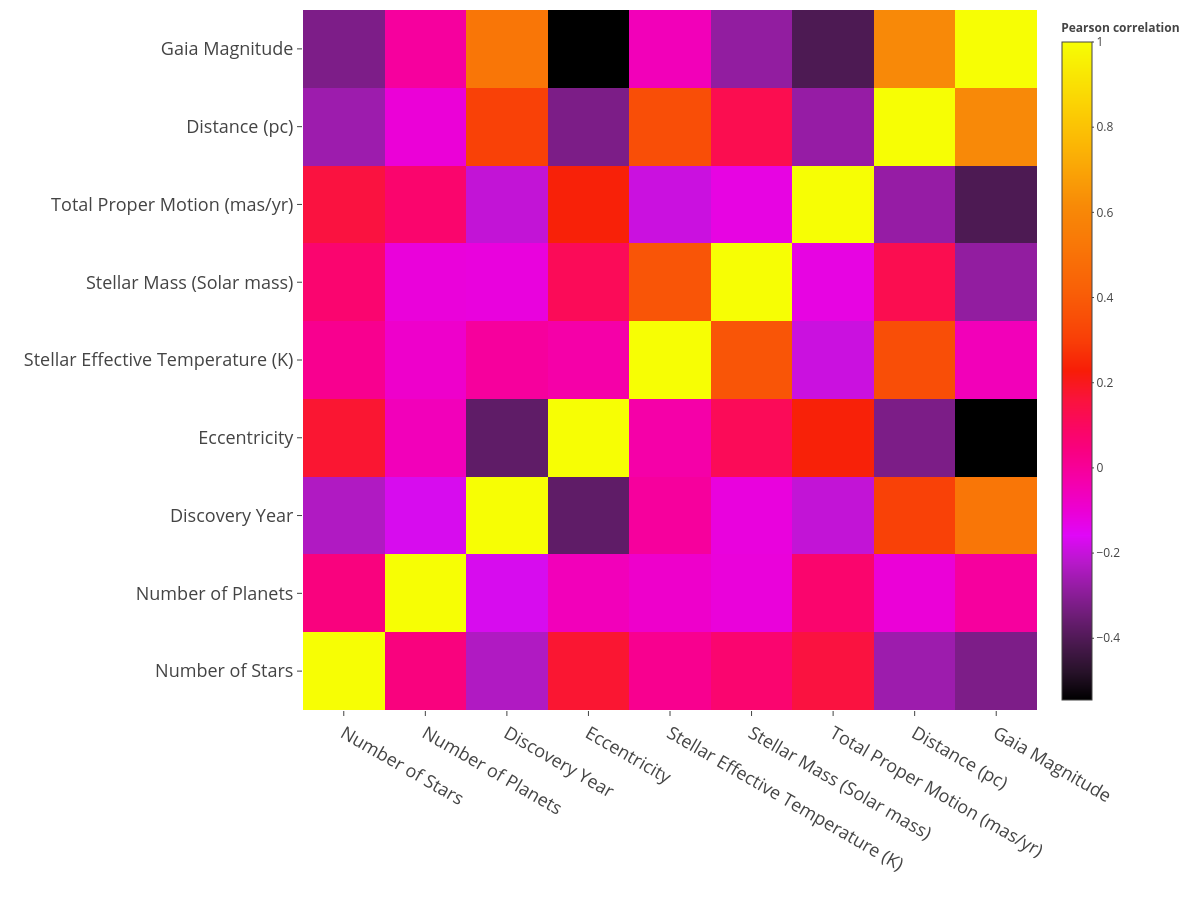 Pearson correlation
Gaia Magnitude
Distance (pc)
Total Proper Motion (mas/yr)
Stellar Mass (Solar mass)
Stellar Effective Temperature (K)
Eccentricity
Discovery Year
Number of Planets
Number of Stars
Number of Stars
Number of Planets
Discovery Year
Eccentricity
Stellar Effective Temperature (K)
Stellar Mass (Solar mass)
Total Proper Motion (mas/yr)
Distance (pc)
Gaia Magnitude
1
0.8
0.6
0.4
0.2
0
−0.2
−0.4